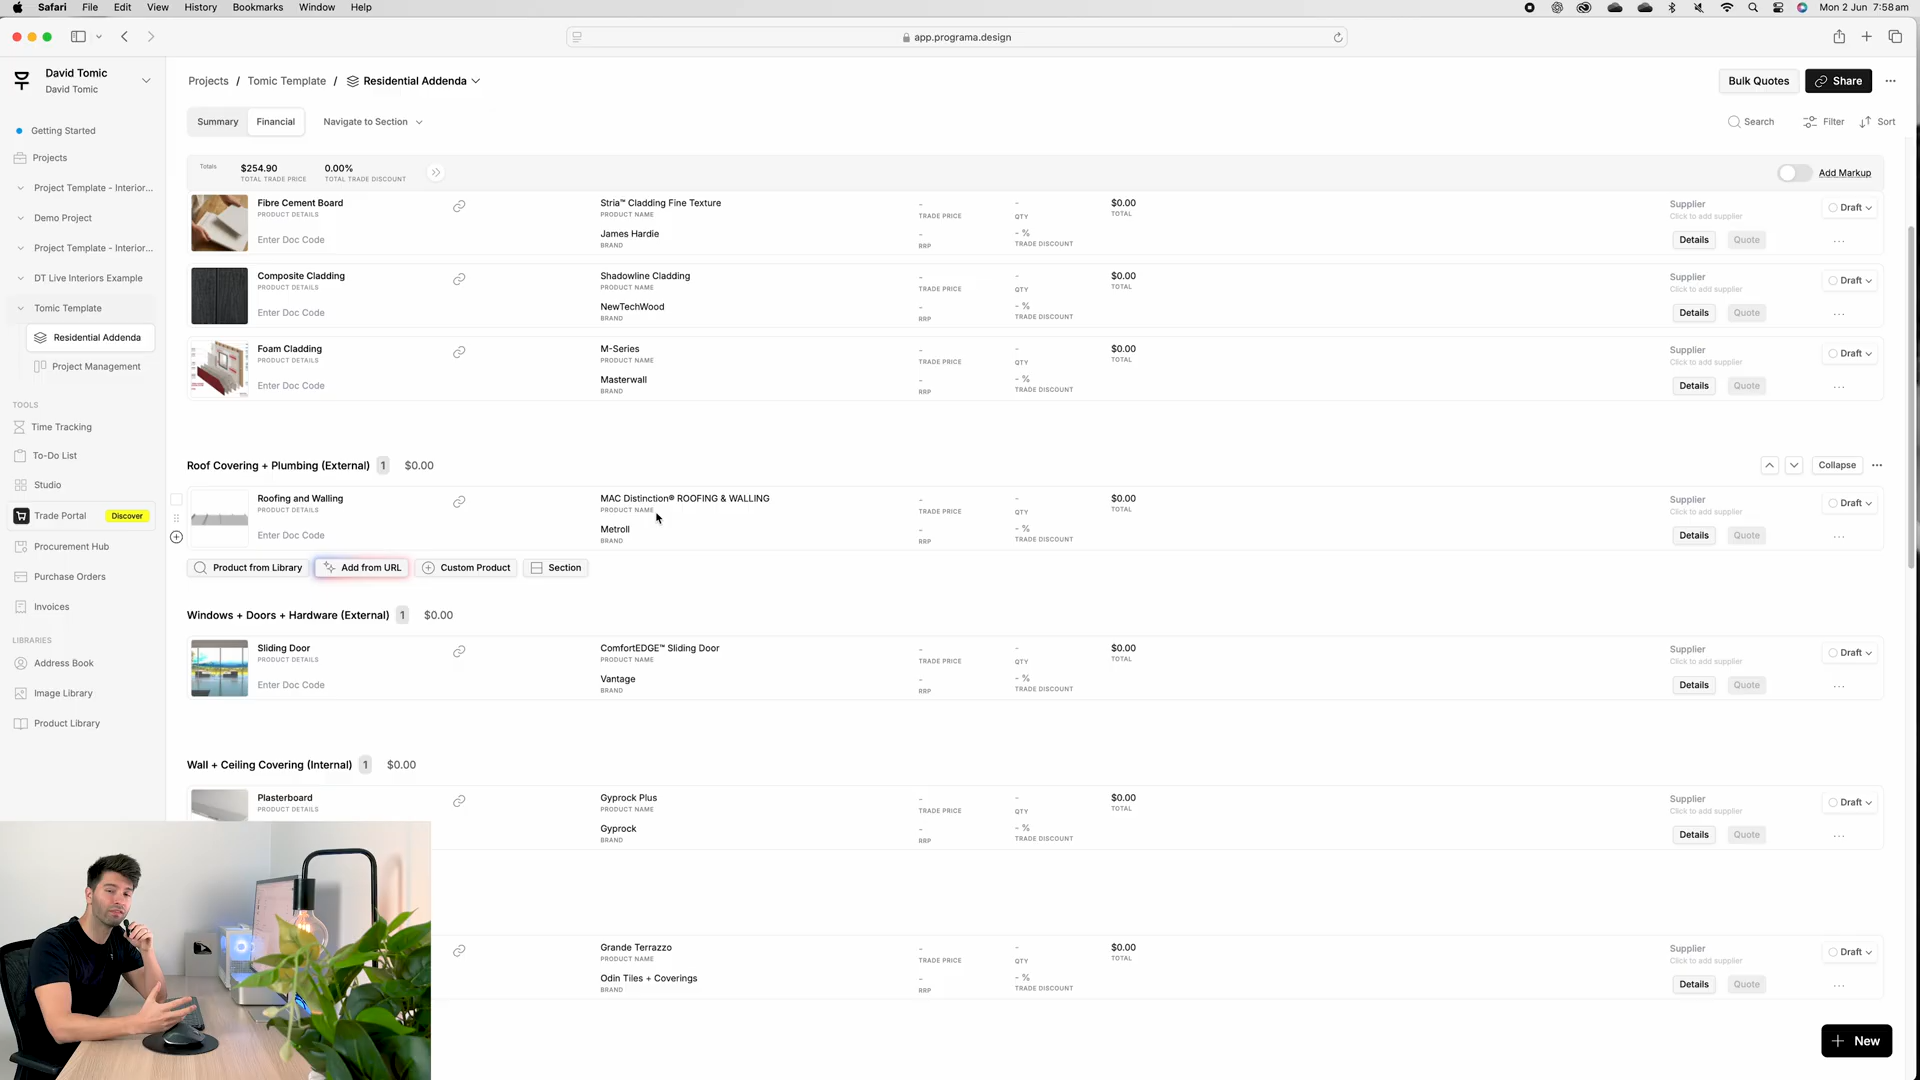 Safari File Edit View History Bookmarks Window Help Mon 2 Jun 7:58 am
app.programa.design
David Tomic
David Tomic
Getting Started
Projects
Project Template - Interior...
Demo Project
Project Template - Interior...
DT Live Interiors Example
Tomic Template
Residential Addenda
Project Management
TOOLS
Time Tracking
To-Do List
Studio
Trade Portal Discover
Procurement Hub
Purchase Orders
Invoices
LIBRARIES
Address Book
Image Library
Product Library
Projects / Tomic Template / Residential Addenda
Bulk Quotes Share ...
Summary Financial Navigate to Section
Search Filter Sort
Totals $254.90 0.00%
TOTAL TRADE PRICE TOTAL TRADE DISCOUNT
Add Markup
Fibre Cement Board Stria™ Cladding Fine Texture - - $0.00 Supplier Draft
PRODUCT DETAILS PRODUCT NAME TRADE PRICE QTY TOTAL Click to add supplier
Enter Doc Code James Hardie - - % Details Quote ...
BRAND RRP TRADE DISCOUNT
Composite Cladding Shadowline Cladding - - $0.00 Supplier Draft
PRODUCT DETAILS PRODUCT NAME TRADE PRICE QTY TOTAL Click to add supplier
Enter Doc Code NewTechWood - - % Details Quote ...
BRAND RRP TRADE DISCOUNT
Foam Cladding M-Series - - $0.00 Supplier Draft
PRODUCT DETAILS PRODUCT NAME TRADE PRICE QTY TOTAL Click to add supplier
Enter Doc Code Masterwall - - % Details Quote ...
BRAND RRP TRADE DISCOUNT
Roof Covering + Plumbing (External) 1 $0.00 Collapse ...
Roofing and Walling MAC Distinction® ROOFING & WALLING - - $0.00 Supplier Draft
PRODUCT DETAILS PRODUCT NAME TRADE PRICE QTY TOTAL Click to add supplier
Enter Doc Code Metroll - - % Details Quote ...
BRAND RRP TRADE DISCOUNT
Product from Library Add from URL Custom Product Section
Windows + Doors + Hardware (External) 1 $0.00
Sliding Door ComfortEDGE™ Sliding Door - - $0.00 Supplier Draft
PRODUCT DETAILS PRODUCT NAME TRADE PRICE QTY TOTAL Click to add supplier
Enter Doc Code Vantage - - % Details Quote ...
BRAND RRP TRADE DISCOUNT
Wall + Ceiling Covering (Internal) 1 $0.00
Plasterboard Gyprock Plus - - $0.00 Supplier Draft
PRODUCT DETAILS PRODUCT NAME TRADE PRICE QTY TOTAL Click to add supplier
Gyprock - - % Details Quote ...
BRAND RRP TRADE DISCOUNT
Grande Terrazzo - - $0.00 Supplier Draft
PRODUCT NAME TRADE PRICE QTY TOTAL Click to add supplier
Odin Tiles + Coverings - - % Details Quote ...
BRAND RRP TRADE DISCOUNT
New